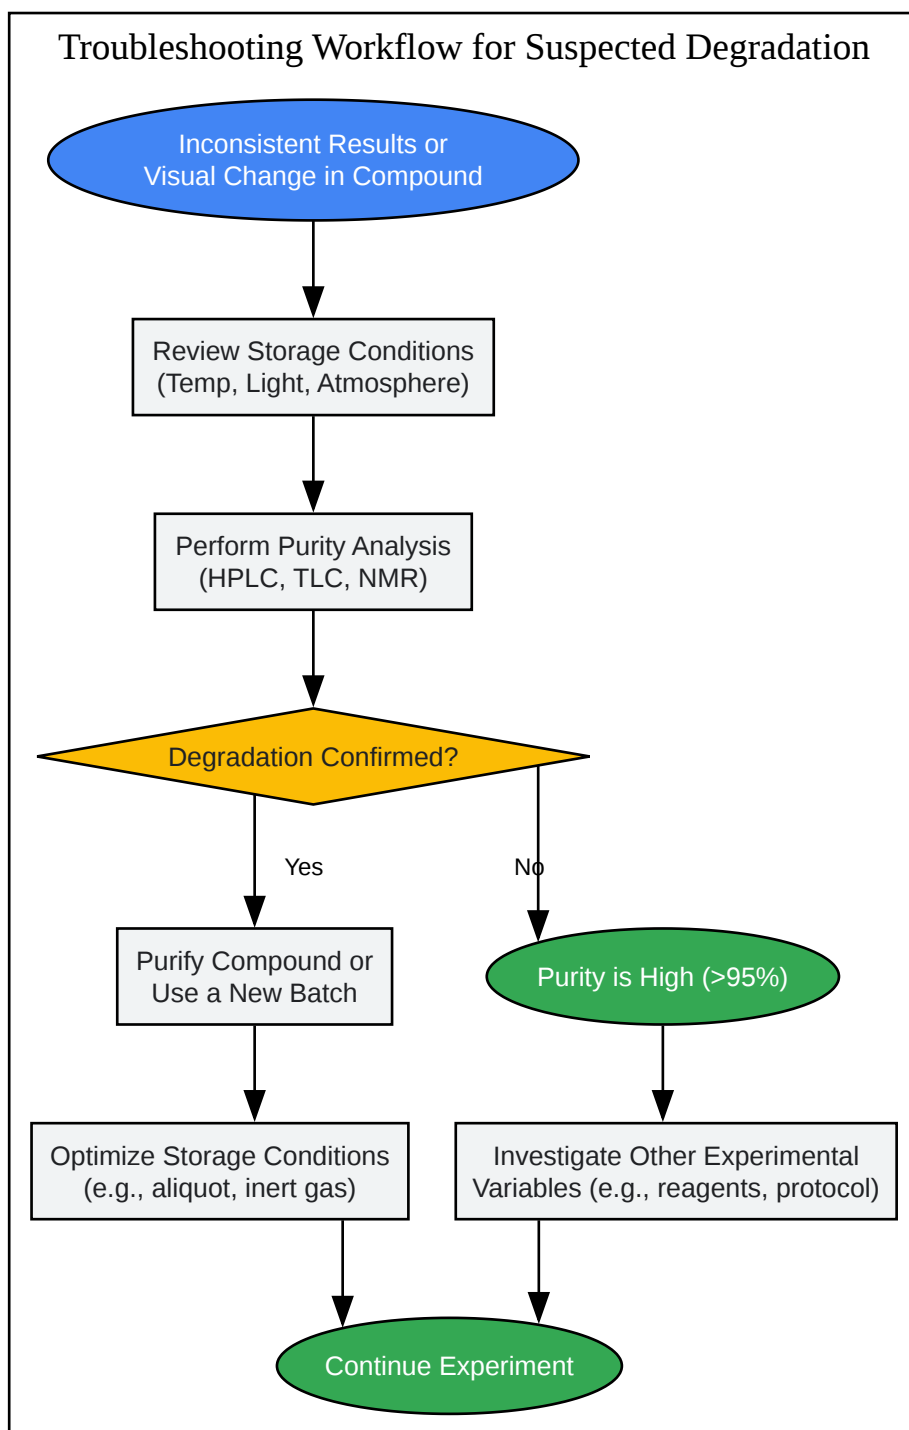 Troubleshooting Workflow for Suspected Degradation
Inconsistent Results or
Visual Change in Compound
Review Storage Conditions
(Temp, Light, Atmosphere)
Perform Purity Analysis
(HPLC, TLC, NMR)
Degradation Confirmed?
Yes
No
Purify Compound or
Use a New Batch
Purity is High (>95%)
Optimize Storage Conditions
(e.g., aliquot, inert gas)
Investigate Other Experimental
Variables (e.g., reagents, protocol)
Continue Experiment